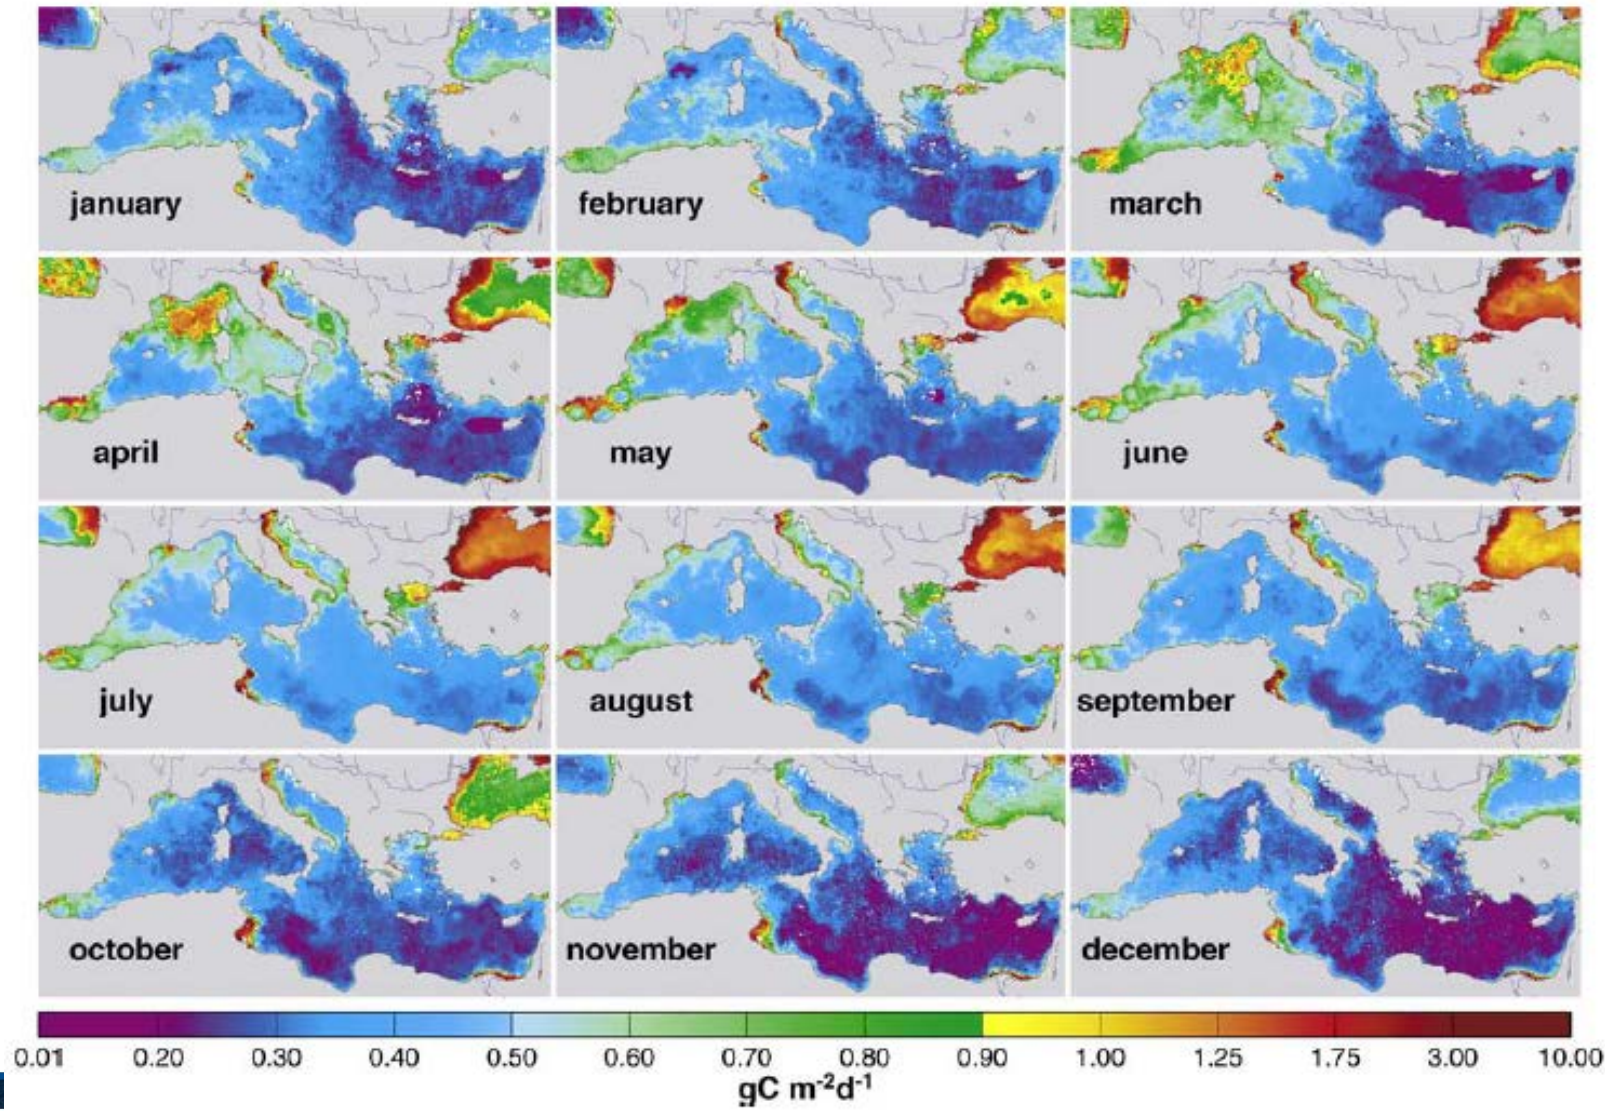 january february march
april may june
july august september
october november december
0.01 0.20 0.30 0.40 0.50 0.60 0.70 0.80 0.90 1.00 1.25 1.75 3.00 10.00
gC m⁻²d⁻¹